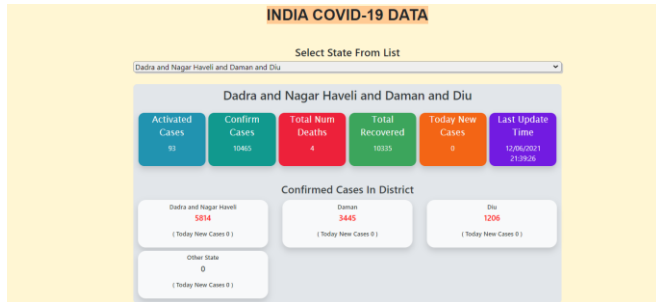 INDIA COVID-19 DATA
Select State From List
Dadra and Nagar Haveli and Daman and Diu
Dadra and Nagar Haveli and Daman and Diu
Activated Cases
93
Confirm Cases
10465
Total Num Deaths
4
Total Recovered
10335
Today New Cases
0
Last Update Time
12/06/2021
21:39:26
Confirmed Cases In District
Dadra and Nagar Haveli
5814
( Today New Cases 0 )
Daman
3445
( Today New Cases 0 )
Diu
1206
( Today New Cases 0 )
Other State
0
( Today New Cases 0 )